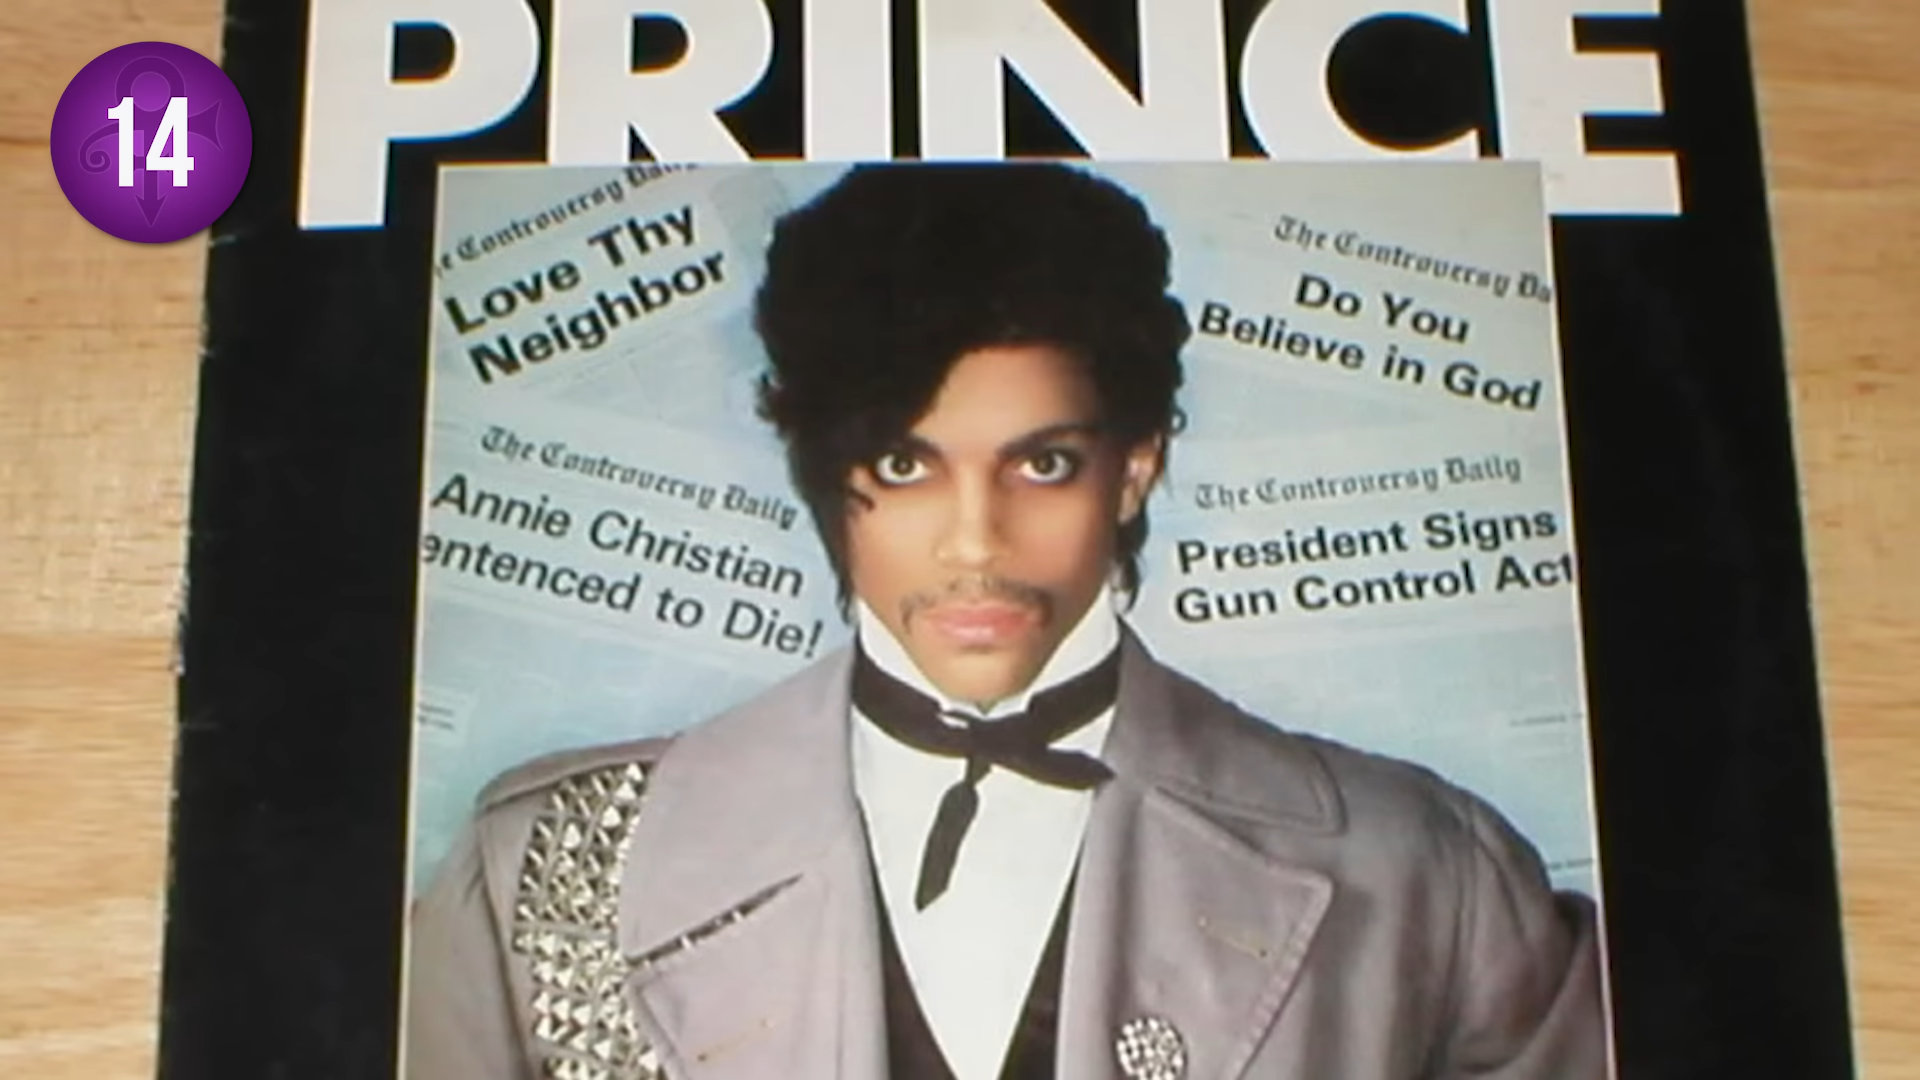 PRINCE
14
The Controversy Daily
Love Thy
Neighbor
The Controversy Da
Do You
Believe in God
The Controversy Daily
Annie Christian
entenced to Die!
The Controversy Daily
President Signs
Gun Control Act